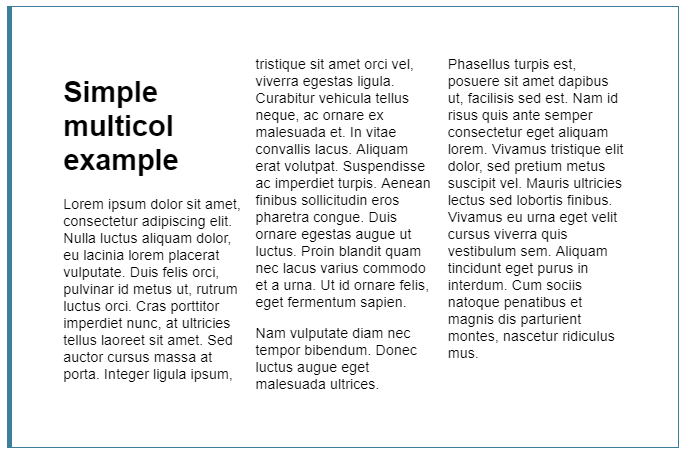 Simple
multicol
example
Lorem ipsum dolor sit amet,
consectetur adipiscing elit.
Nulla luctus aliquam dolor,
eu lacinia lorem placerat
vulputate. Duis felis orci,
pulvinar id metus ut, rutrum
luctus orci. Cras porttitor
imperdiet nunc, at ultricies
tellus laoreet sit amet. Sed
auctor cursus massa at
porta. Integer ligula ipsum,
tristique sit amet orci vel,
viverra egestas ligula.
Curabitur vehicula tellus
neque, ac ornare ex
malesuada et. In vitae
convallis lacus. Aliquam
erat volutpat. Suspendisse
ac imperdiet turpis. Aenean
finibus sollicitudin eros
pharetra congue. Duis
ornare egestas augue ut
luctus. Proin blandit quam
nec lacus varius commodo
et a urna. Ut id ornare felis,
eget fermentum sapien.
Nam vulputate diam nec
tempor bibendum. Donec
luctus augue eget
malesuada ultrices.
Phasellus turpis est,
posuere sit amet dapibus
ut, facilisis sed est. Nam id
risus quis ante semper
consectetur eget aliquam
lorem. Vivamus tristique elit
dolor, sed pretium metus
suscipit vel. Mauris ultricies
lectus sed lobortis finibus.
Vivamus eu urna eget velit
cursus viverra quis
vestibulum sem. Aliquam
tincidunt eget purus in
interdum. Cum sociis
natoque penatibus et
magnis dis parturient
montes, nascetur ridiculus
mus.